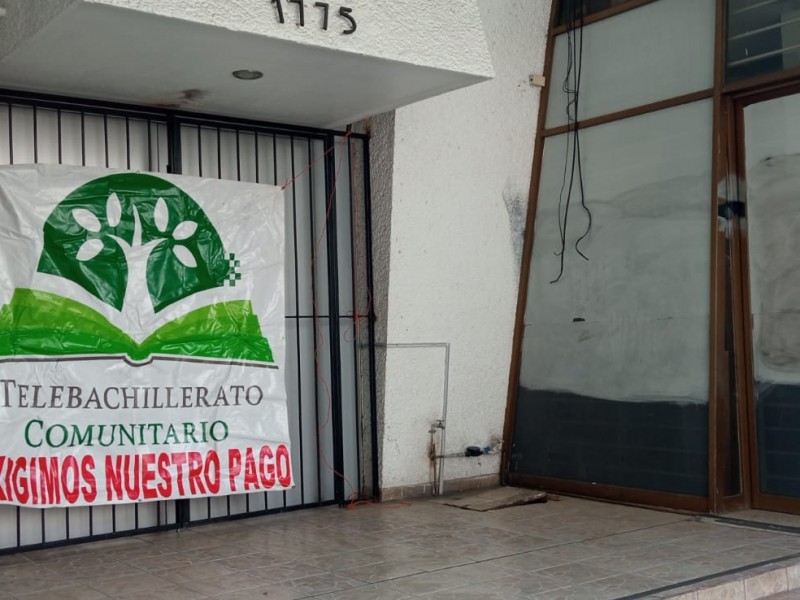 1775
TELEBACHILLERATO
COMUNITARIO
XIGIMOS NUESTRO PAGO